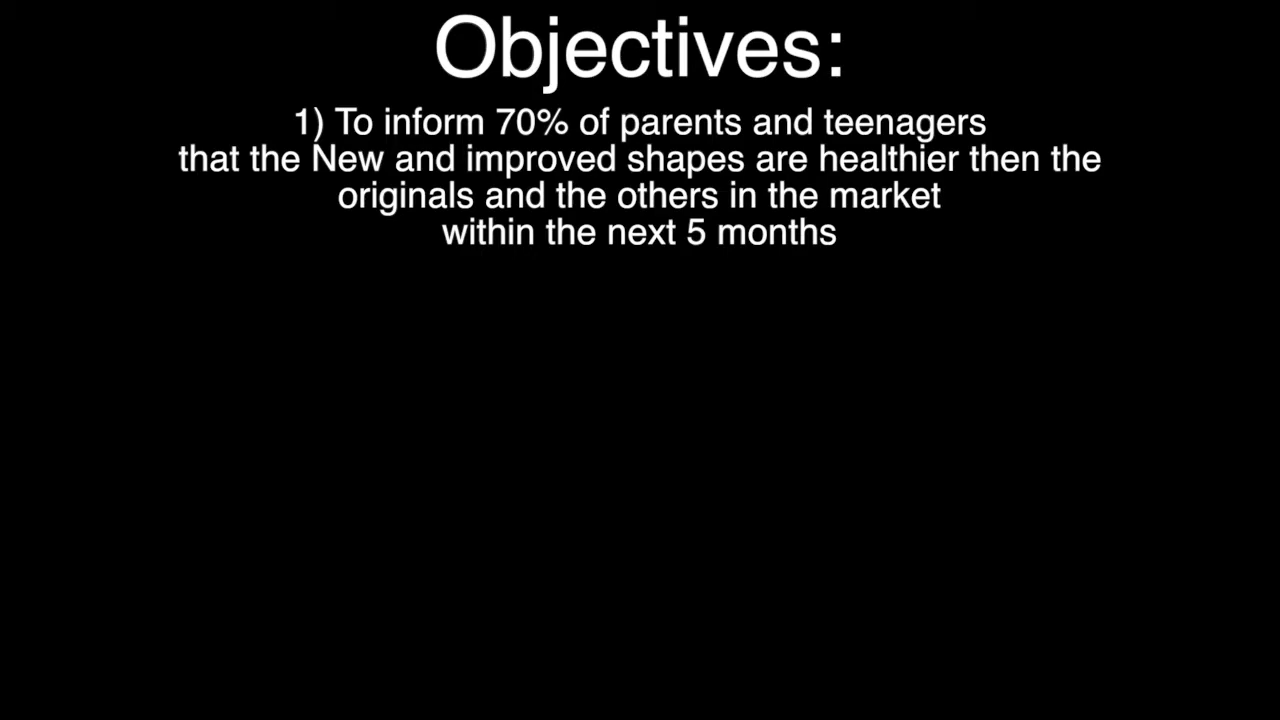 Objectives:
1) To inform 70% of parents and teenagers
that the New and improved shapes are healthier then the
originals and the others in the market
within the next 5 months